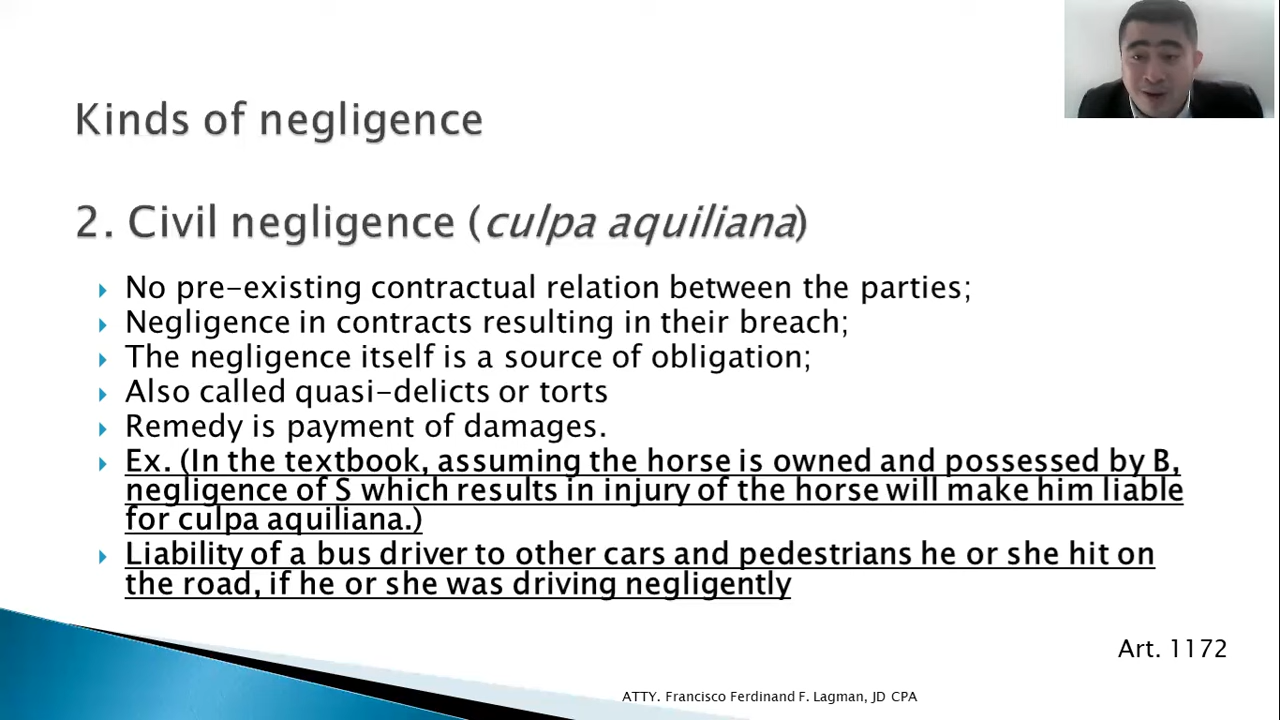 Kinds of negligence
2. Civil negligence (culpa aquiliana)
No pre-existing contractual relation between the parties;
Negligence in contracts resulting in their breach;
The negligence itself is a source of obligation;
Also called quasi-delicts or torts
Remedy is payment of damages.
Ex. (In the textbook, assuming the horse is owned and possessed by B,
negligence of S which results in injury of the horse will make him liable
for culpa aquiliana.)
Liability of a bus driver to other cars and pedestrians he or she hit on
the road, if he or she was driving negligently
Art. 1172
ATTY. Francisco Ferdinand F. Lagman, JD CPA